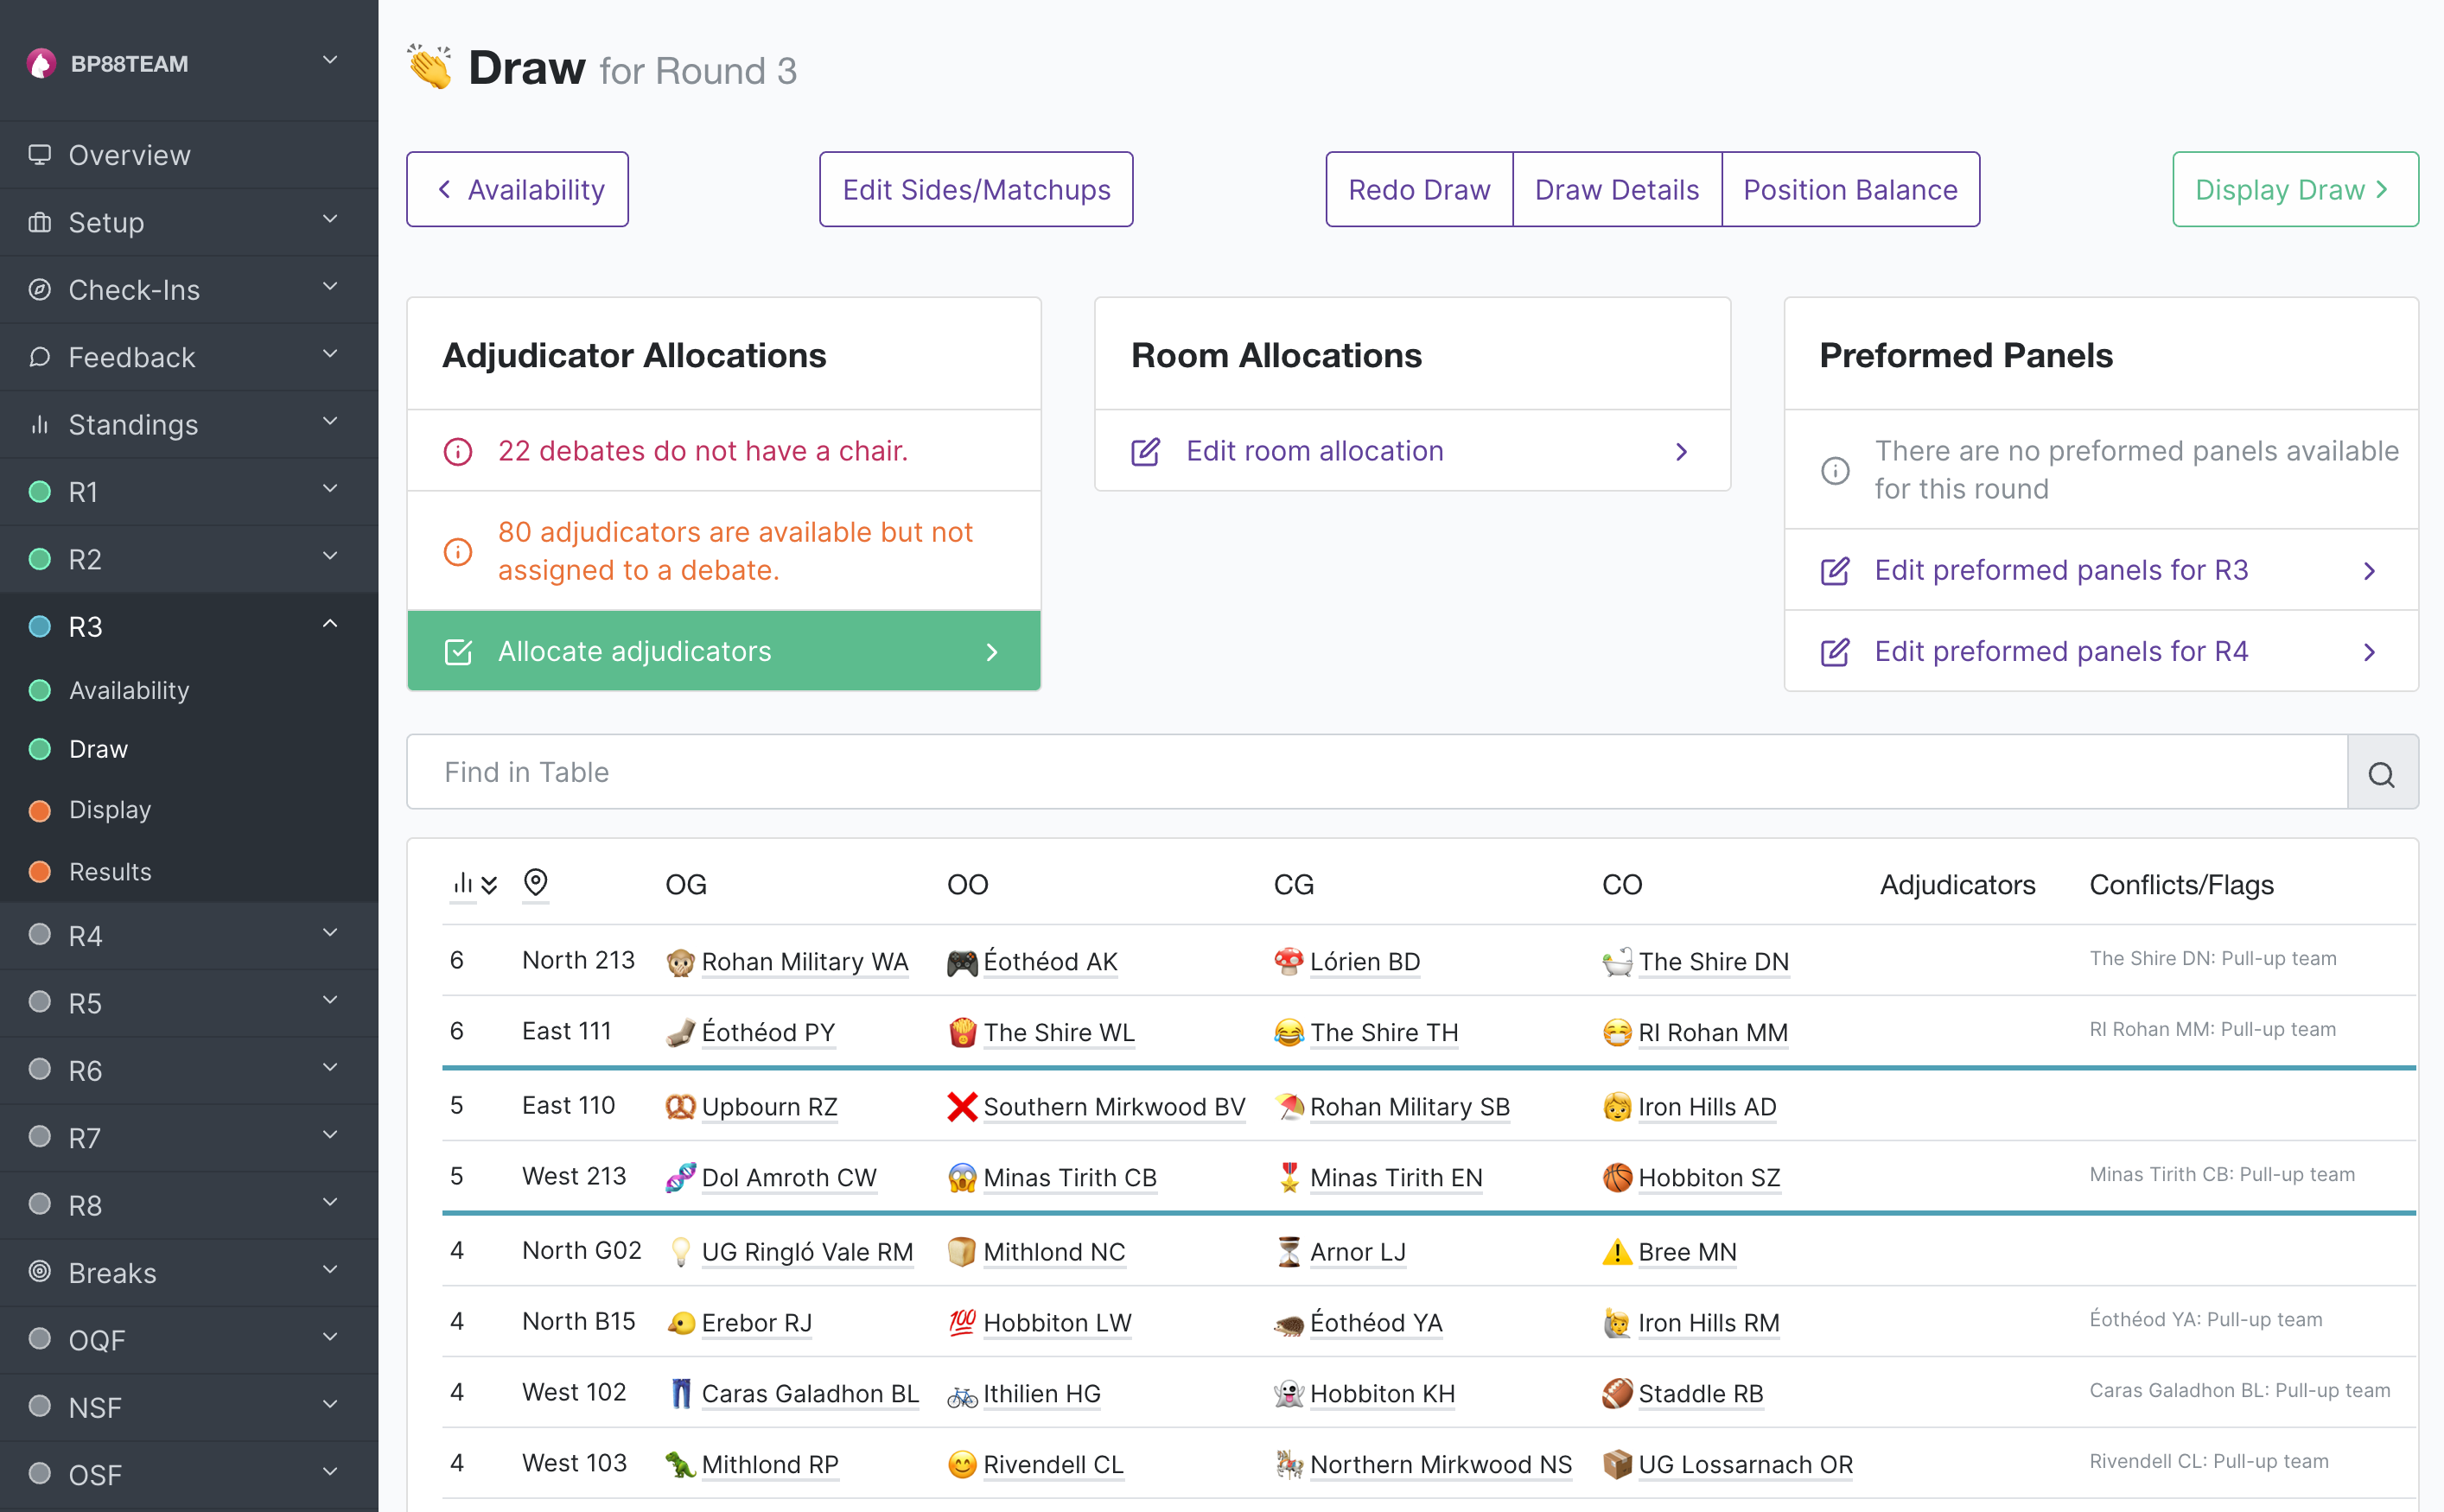 BP88TEAM
Overview
Setup
Check-Ins
Feedback
Standings
R1
R2
R3
Availability
Draw
Display
Results
R4
R5
R6
R7
R8
Breaks
OQF
NSF
OSF
Draw for Round 3
Availability
Edit Sides/Matchups
Redo Draw
Draw Details
Position Balance
Display Draw
Adjudicator Allocations
22 debates do not have a chair.
80 adjudicators are available but not
assigned to a debate.
Allocate adjudicators
Room Allocations
Edit room allocation
Preformed Panels
There are no preformed panels available
for this round
Edit preformed panels for R3
Edit preformed panels for R4
Find in Table
OG OO CG CO Adjudicators Conflicts/Flags
6 North 213 Rohan Military WA Éothéod AK Lórien BD The Shire DN The Shire DN: Pull-up team
6 East 111 Éothéod PY The Shire WL The Shire TH RI Rohan MM RI Rohan MM: Pull-up team
5 East 110 Upbourn RZ Southern Mirkwood BV Rohan Military SB Iron Hills AD
5 West 213 Dol Amroth CW Minas Tirith CB Minas Tirith EN Hobbiton SZ Minas Tirith CB: Pull-up team
4 North G02 UG Ringló Vale RM Mithlond NC Arnor LJ Bree MN
4 North B15 Erebor RJ 💯 Hobbiton LW Éothéod YA Iron Hills RM Éothéod YA: Pull-up team
4 West 102 Caras Galadhon BL Ithilien HG Hobbiton KH Staddle RB Caras Galadhon BL: Pull-up team
4 West 103 Mithlond RP Rivendell CL Northern Mirkwood NS UG Lossarnach OR Rivendell CL: Pull-up team